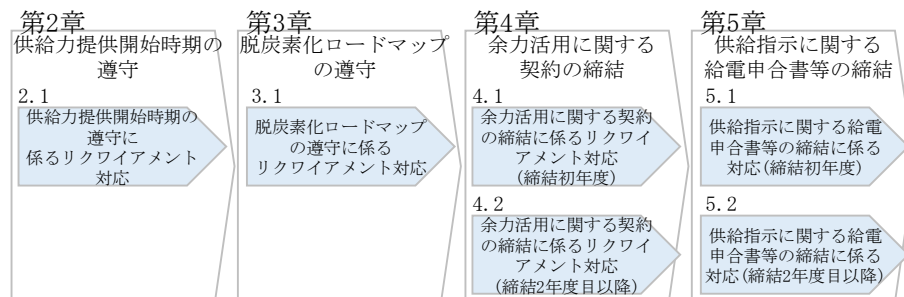 第2章
供給力提供開始時期の
遵守
2.1
供給力提供開始時期の
遵守に
係るリクワイアメント
対応
第3章
脱炭素化ロードマップ
の遵守
3.1
脱炭素化ロードマップ
の遵守に係る
リクワイアメント対応
第4章
余力活用に関する
契約の締結
4.1
余力活用に関する契約
の締結に係るリクワイ
アメント対応
(締結初年度)
4.2
余力活用に関する契約
の締結に係るリクワイ
アメント対応
(締結2年度目以降)
第5章
供給指示に関する
給電申合書等の締結
5.1
供給指示に関する給電
申合書等の締結に係る
対応(締結初年度)
5.2
供給指示に関する給電
申合書等の締結に係る
対応(締結2年度目以降)